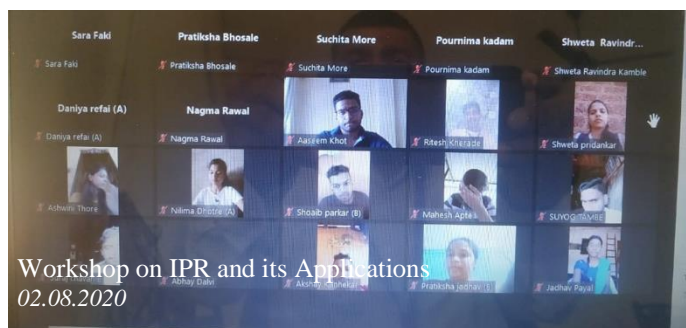 Sara Faki
Pratiksha Bhosale
Suchita More
Pournima kadam
Shweta Ravindr...
Sara Faki
Pratiksha Bhosale
Suchita More
Pournima kadam
Shweta Ravindra Kamble
Daniya refai (A)
Nagma Rawal
Daniya refai (A)
Nagma Rawal
Aaseem Khot
Ritesh Kherade
Shweta pridankar
Ashwini Thore
Nilima Dhotre (A)
Shoaib parkar (B)
Mahesh Apte
SUYOG
Abhay Dalvi
Akshay
Pratiksha jadhav
Jadhav Payal
Workshop on IPR and its Applications
02.08.2020